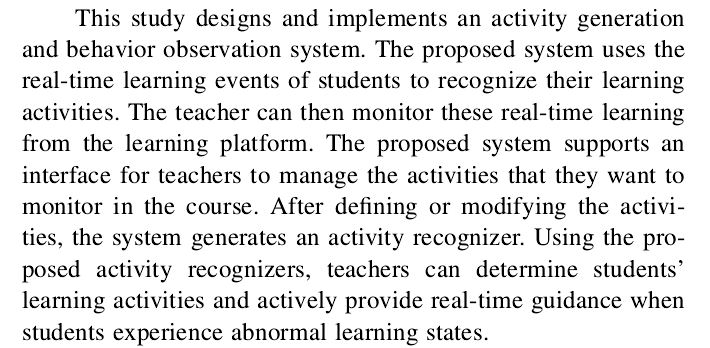 This study designs and implements an activity generation
and behavior observation system. The proposed system uses the
real-time learning events of students to recognize their learning
activities. The teacher can then monitor these real-time learning
from the learning platform. The proposed system supports an
interface for teachers to manage the activities that they want to
monitor in the course. After defining or modifying the activi-
ties, the system generates an activity recognizer. Using the pro-
posed activity recognizers, teachers can determine students’
learning activities and actively provide real-time guidance when
students experience abnormal learning states.